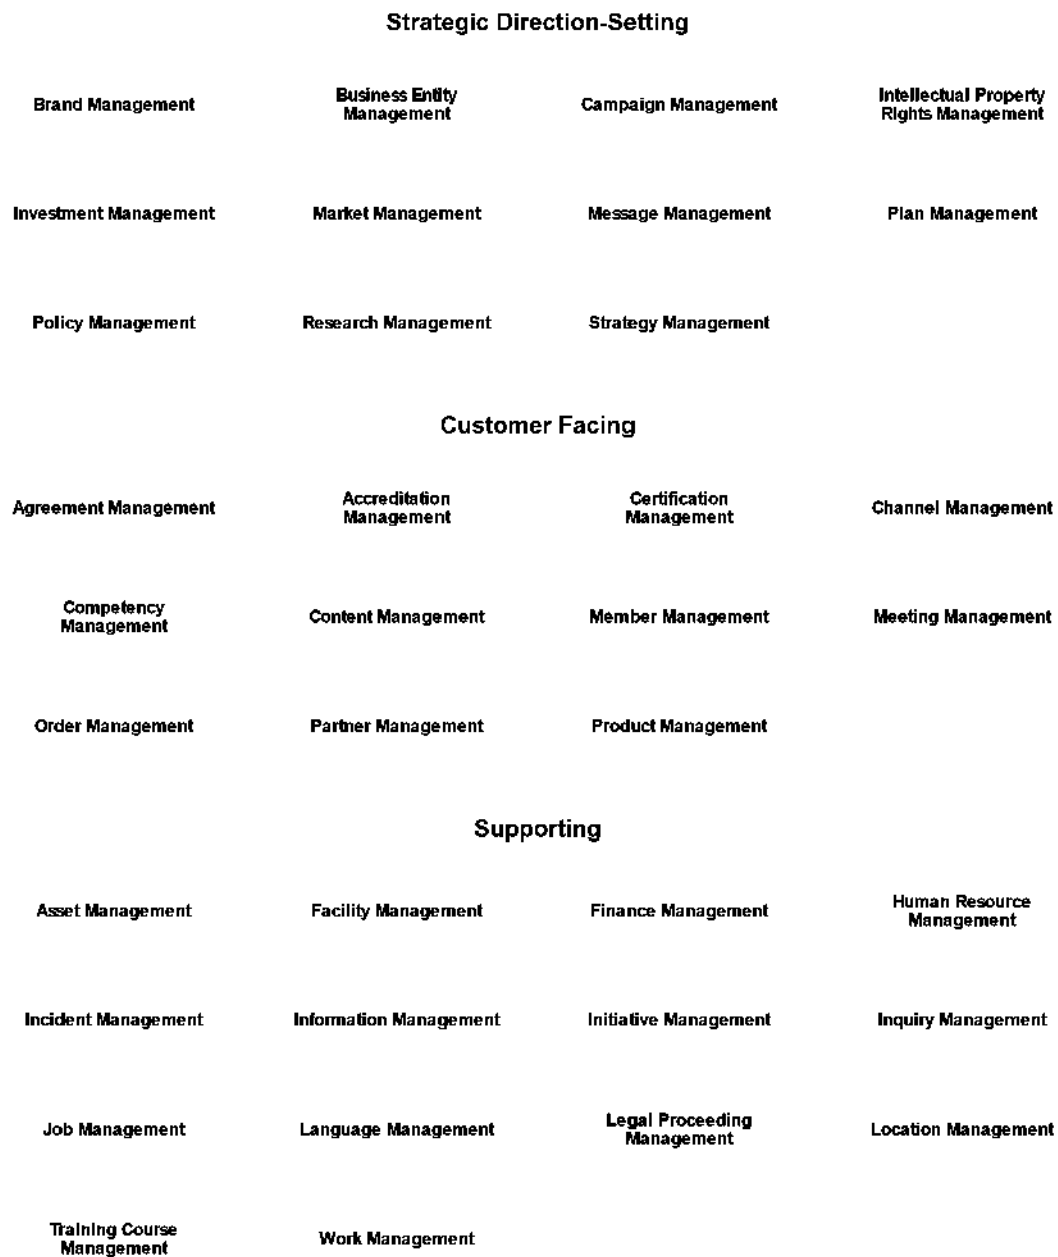 Strategic Direction-Setting
Brand Management
Business Entity
Management
Campaign Management
Intellectual Property
Rights Management
Investment Management
Market Management
Message Management
Plan Management
Policy Management
Research Management
Strategy Management
Customer Facing
Agreement Management
Accreditation
Management
Certification
Management
Channel Management
Competency
Management
Content Management
Member Management
Meeting Management
Order Management
Partner Management
Product Management
Supporting
Asset Management
Facility Management
Finance Management
Human Resource
Management
Incident Management
Information Management
Initiative Management
Inquiry Management
Job Management
Language Management
Legal Proceeding
Management
Location Management
Training Course
Management
Work Management